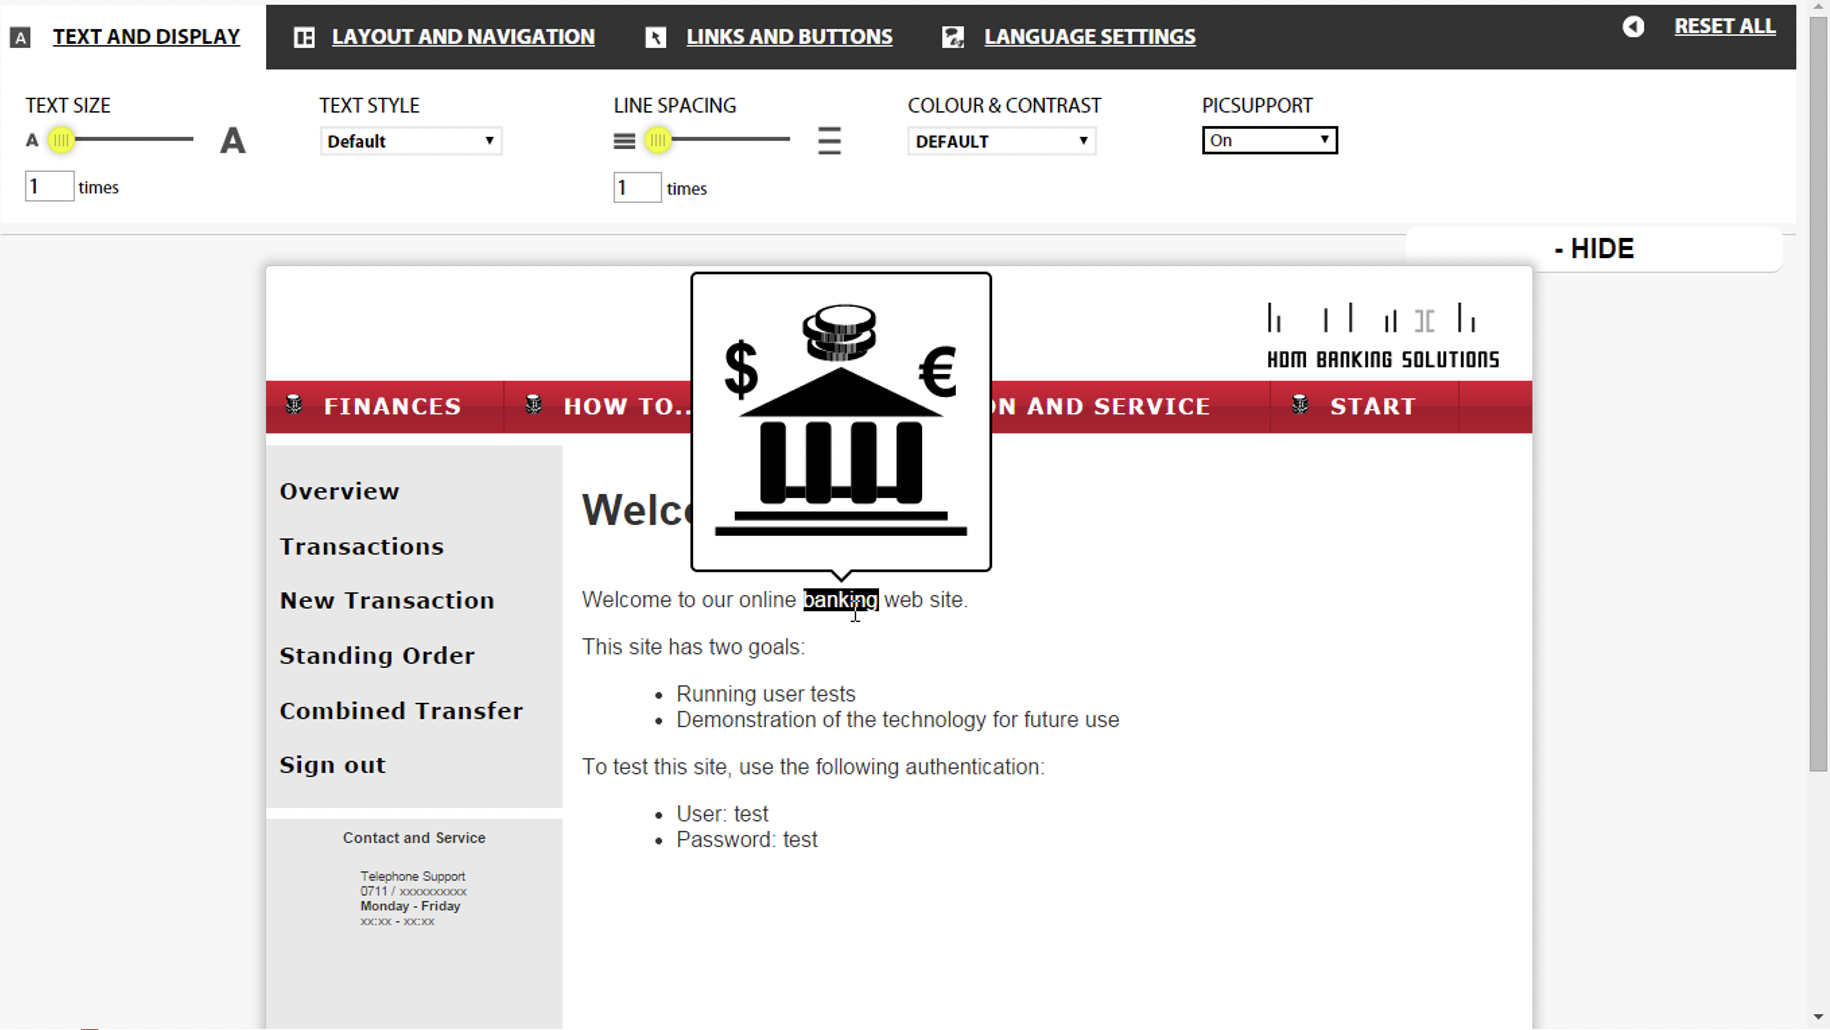 A TEXT AND DISPLAY
LAYOUT AND NAVIGATION
LINKS AND BUTTONS
LANGUAGE SETTINGS
RESET ALL
TEXT SIZE
TEXT STYLE
LINE SPACING
COLOUR & CONTRAST
PICSUPPORT
A
A
Default
DEFAULT
On
1 times
1 times
- HIDE
$ €
HDM BANKING SOLUTIONS
FINANCES
HOW TO..
ON AND SERVICE
START
Overview
Transactions
New Transaction
Standing Order
Combined Transfer
Sign out
Contact and Service
Telephone Support
0711 / xxxxxxxxxx
Monday - Friday
xx:xx - xx:xx
Welco
Welcome to our online banking web site.
This site has two goals:
• Running user tests
• Demonstration of the technology for future use
To test this site, use the following authentication:
• User: test
• Password: test